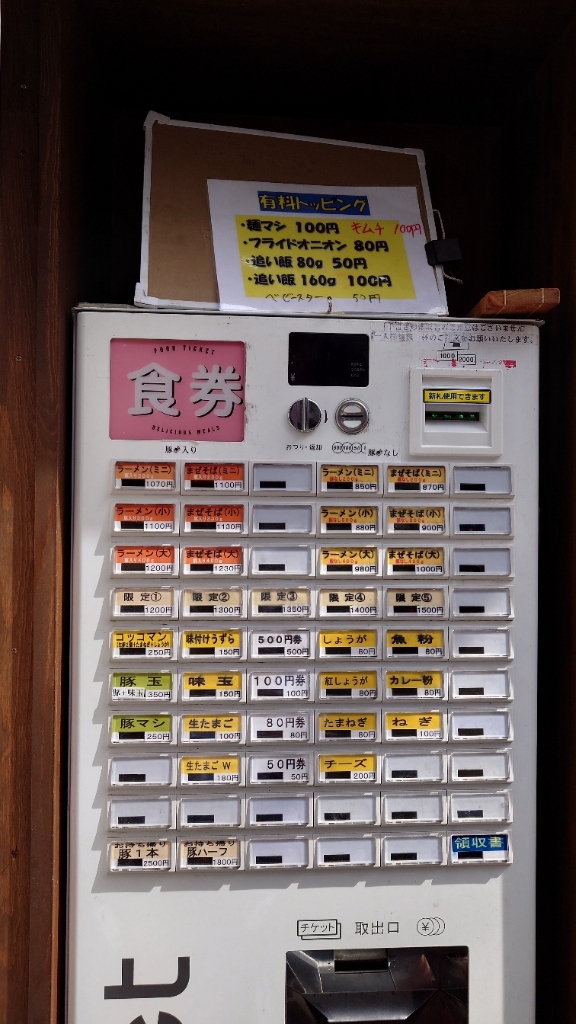 有料トッピング
・麺マシ 100円 キムチ 100円
・フライドオニオン 80円
・追い飯 80g 50円
・追い飯 160g 100円
ベビースター 50円
FOOD TICKET
食券
DELICIOUS MEALS
1000 2000
新札使用できます
おつり・返却
豚入り
豚なし
ラーメン(ミニ) 1070円
まぜそば(ミニ) 1100円
ラーメン(ミニ) 850円
まぜそば(ミニ) 870円
ラーメン(小) 1100円
まぜそば(小) 1130円
ラーメン(小) 880円
まぜそば(小) 900円
ラーメン(大) 1200円
まぜそば(大) 1230円
ラーメン(大) 980円
まぜそば(大) 1000円
限定① 1200円
限定② 1300円
限定③ 1350円
限定④ 1400円
限定⑤ 1500円
コッコマン 250円
味付けうずら 150円
500円券 500円
しょうが 80円
魚粉 80円
豚玉 豚+味玉 350円
味玉 150円
100円券 100円
紅しょうが 80円
カレー粉 80円
豚マシ 250円
生たまご 100円
80円券 80円
たまねぎ 80円
ねぎ 100円
生たまごW 180円
50円券 50円
チーズ 200円
お持ち帰り 豚1本 2500円
お持ち帰り 豚ハーフ 1800円
領収書
チケット 取出口 ¥